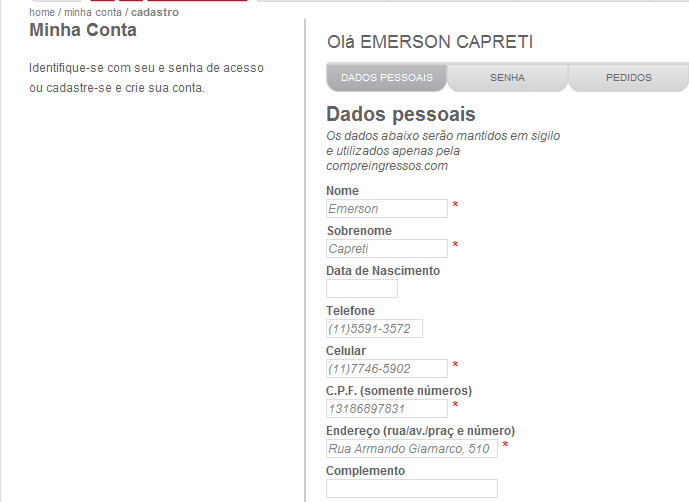 home / minha conta / cadastro
Minha Conta
Identifique-se com seu e senha de acesso
ou cadastre-se e crie sua conta.
Olá EMERSON CAPRETI
DADOS PESSOAIS
SENHA
PEDIDOS
Dados pessoais
Os dados abaixo serão mantidos em sigilo
e utilizados apenas pela
compreingressos.com
Nome
Emerson *
Sobrenome
Capreti *
Data de Nascimento
Telefone
(11)5591-3572
Celular
(11)7746-5902 *
C.P.F. (somente números)
13186897831 *
Endereço (rua/av./praç e número)
Rua Armando Giamarco, 510 *
Complemento